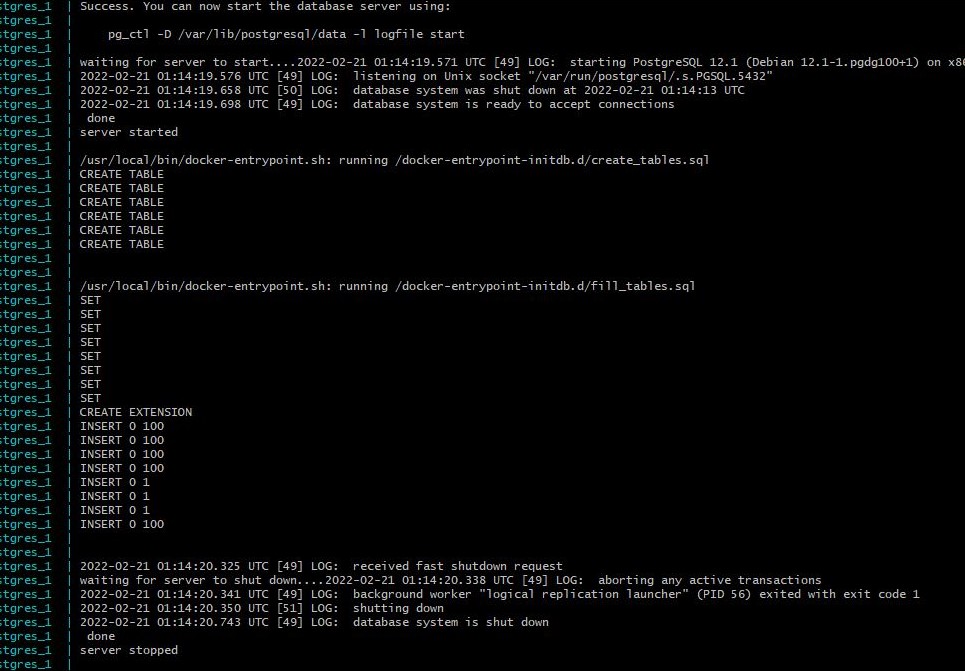 stgres_1  | Success. You can now start the database server using:
stgres_1  |
stgres_1  |     pg_ctl -D /var/lib/postgresql/data -l logfile start
stgres_1  |
stgres_1  | waiting for server to start....2022-02-21 01:14:19.571 UTC [49] LOG:  starting PostgreSQL 12.1 (Debian 12.1-1.pgdg100+1) on x86
stgres_1  | 2022-02-21 01:14:19.576 UTC [49] LOG:  listening on Unix socket "/var/run/postgresql/.s.PGSQL.5432"
stgres_1  | 2022-02-21 01:14:19.658 UTC [50] LOG:  database system was shut down at 2022-02-21 01:14:13 UTC
stgres_1  | 2022-02-21 01:14:19.698 UTC [49] LOG:  database system is ready to accept connections
stgres_1  |  done
stgres_1  | server started
stgres_1  |
stgres_1  | /usr/local/bin/docker-entrypoint.sh: running /docker-entrypoint-initdb.d/create_tables.sql
stgres_1  | CREATE TABLE
stgres_1  | CREATE TABLE
stgres_1  | CREATE TABLE
stgres_1  | CREATE TABLE
stgres_1  | CREATE TABLE
stgres_1  | CREATE TABLE
stgres_1  |
stgres_1  |
stgres_1  | /usr/local/bin/docker-entrypoint.sh: running /docker-entrypoint-initdb.d/fill_tables.sql
stgres_1  | SET
stgres_1  | SET
stgres_1  | SET
stgres_1  | SET
stgres_1  | SET
stgres_1  | SET
stgres_1  | SET
stgres_1  | SET
stgres_1  | CREATE EXTENSION
stgres_1  | INSERT 0 100
stgres_1  | INSERT 0 100
stgres_1  | INSERT 0 100
stgres_1  | INSERT 0 100
stgres_1  | INSERT 0 1
stgres_1  | INSERT 0 1
stgres_1  | INSERT 0 1
stgres_1  | INSERT 0 100
stgres_1  |
stgres_1  |
stgres_1  | 2022-02-21 01:14:20.325 UTC [49] LOG:  received fast shutdown request
stgres_1  | waiting for server to shut down....2022-02-21 01:14:20.338 UTC [49] LOG:  aborting any active transactions
stgres_1  | 2022-02-21 01:14:20.341 UTC [49] LOG:  background worker "logical replication launcher" (PID 56) exited with exit code 1
stgres_1  | 2022-02-21 01:14:20.350 UTC [51] LOG:  shutting down
stgres_1  | 2022-02-21 01:14:20.743 UTC [49] LOG:  database system is shut down
stgres_1  |  done
stgres_1  | server stopped
stgres_1  |